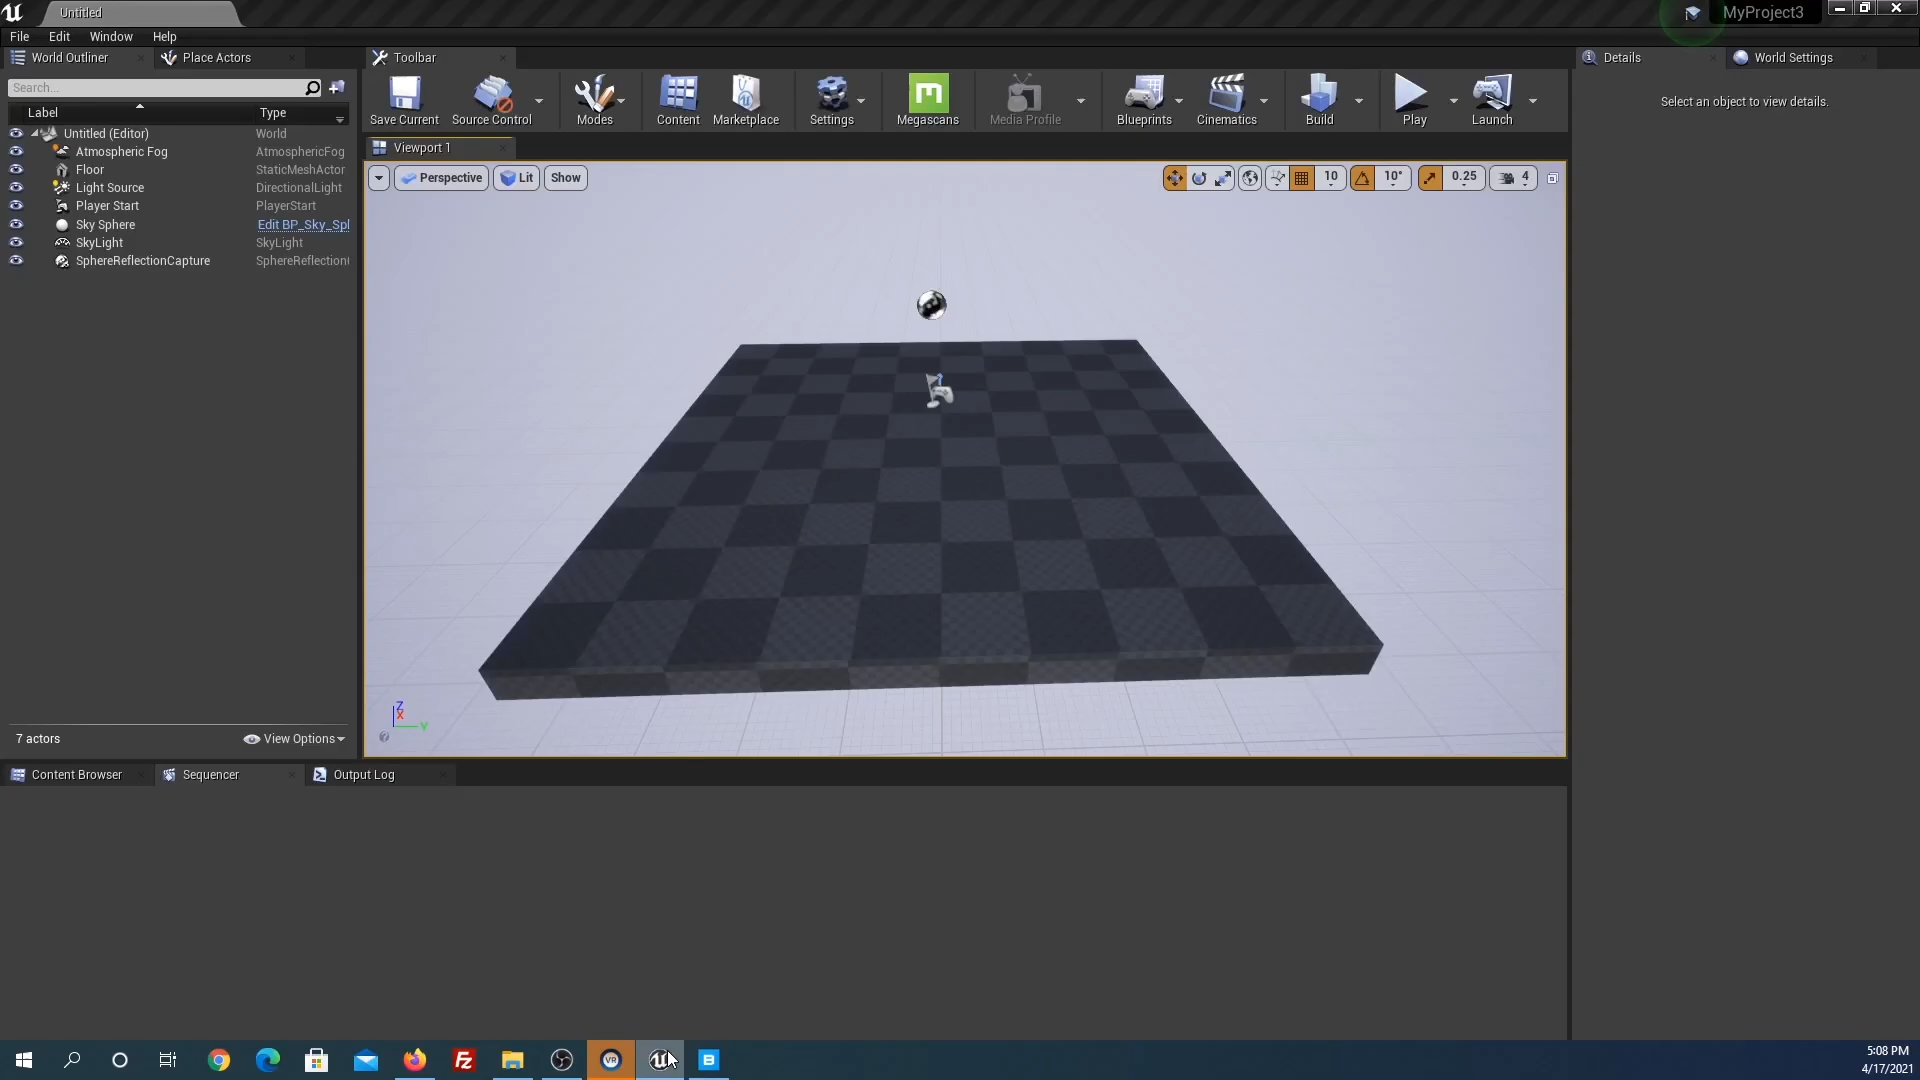 Untitled
MyProject3
File Edit Window Help
World Outliner
Place Actors
Toolbar
Details
World Settings
Search...
Label Type
Untitled (Editor) World
Atmospheric Fog AtmosphericFog
Floor StaticMeshActor
Light Source DirectionalLight
Player Start PlayerStart
Sky Sphere Edit BP_Sky_Spl
SkyLight SkyLight
SphereReflectionCapture SphereReflection(
7 actors
View Options
Save Current
Source Control
Modes
Content
Marketplace
Settings
Megascans
Media Profile
Blueprints
Cinematics
Build
Play
Launch
Select an object to view details.
Viewport 1
Perspective
Lit
Show
10
10°
0.25
4
Z
X
Y
Content Browser
Sequencer
Output Log
Fz
VR
B
5:08 PM
4/17/2021